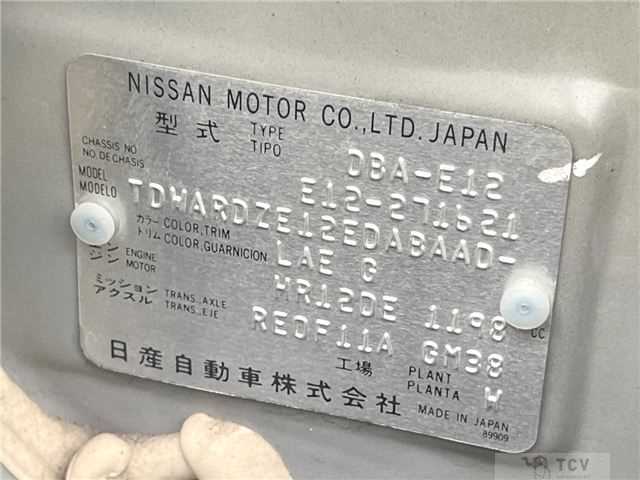 NISSAN MOTOR CO.,LTD. JAPAN
型式 TYPE TIPO DBA-E12
CHASSIS NO NO. DE CHASIS E12-271621
MODEL MODELO TDWARDZE12EDABAAD-
カラー トリム COLOR,TRIM COLOR,GUARNICION LAE G
エンジン ENGINE MOTOR HR12DE 1198 CC
ミッション アクスル TRANS.,AXLE TRANS.,EJE REDF11A GM38
工場 PLANT PLANTA W
日産自動車株式会社 MADE IN JAPAN
89909
TCV